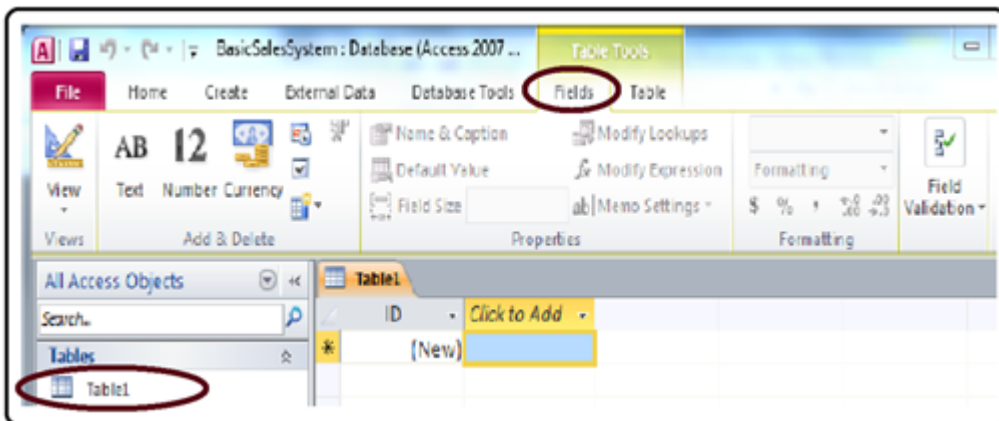 A BasicSalesSystem : Database (Access 2007 ... Table Tools
File Home Create External Data Database Tools Fields Table
AB 12 Name & Caption Modify Lookups
Default Value fx Modify Expression Formatting
View Text Number Currency Field Size ab| Memo Settings $ % , Field Validation
Views Add & Delete Properties Formatting
All Access Objects Table1
Search.. ID Click to Add
Tables * (New)
Table1